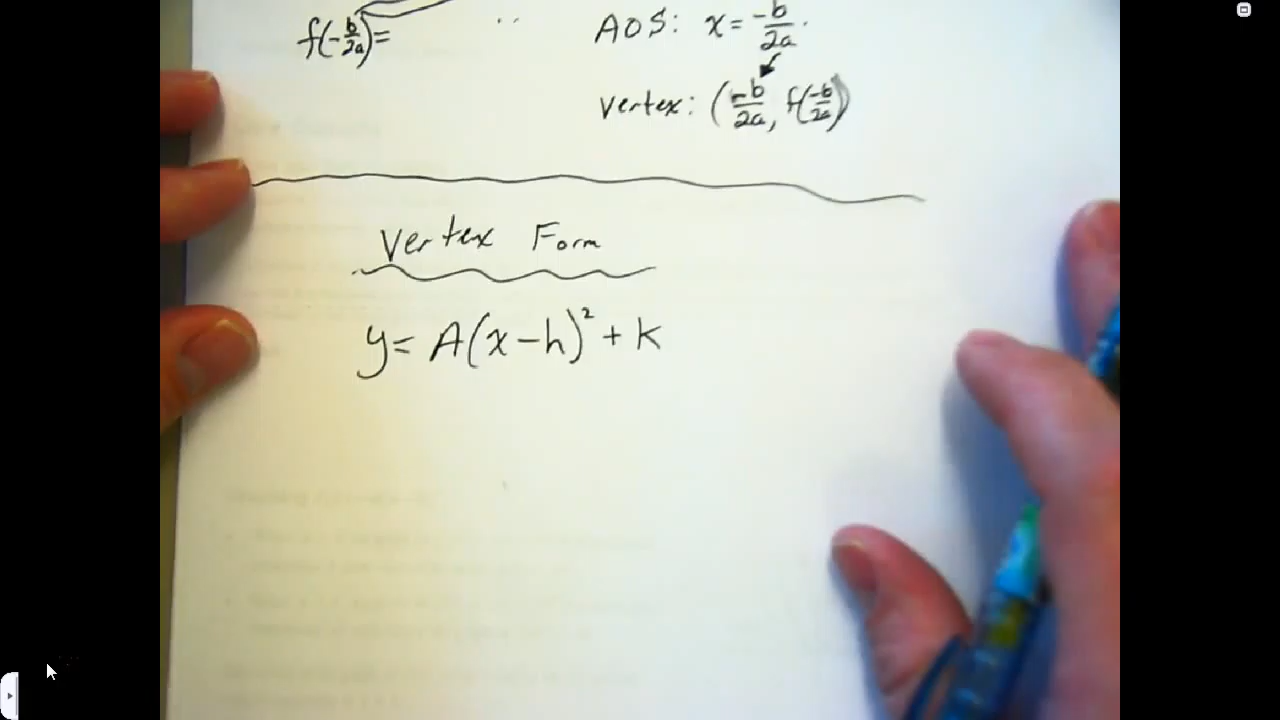 AOS: x = -b/2a.
f(-b/2a)=
vertex: (-b/2a, f(-b/2a))
Vertex Form
y = A(x-h)² + k